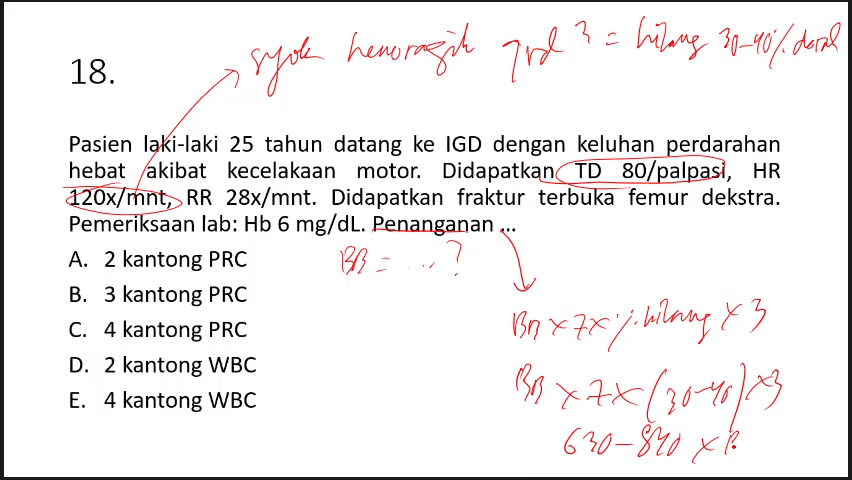 syok hemoragik grd 3 = hilang 30-40% darah
18.
Pasien laki-laki 25 tahun datang ke IGD dengan keluhan perdarahan
hebat akibat kecelakaan motor. Didapatkan TD 80/palpasi, HR
120x/mnt, RR 28x/mnt. Didapatkan fraktur terbuka femur dekstra.
Pemeriksaan lab: Hb 6 mg/dL. Penanganan ...
A. 2 kantong PRC
B. 3 kantong PRC
C. 4 kantong PRC
D. 2 kantong WBC
E. 4 kantong WBC
BB = ....?
BB x 7 x % hilang x 3
BB x 7 x (30-40) x 3
630-840 x B